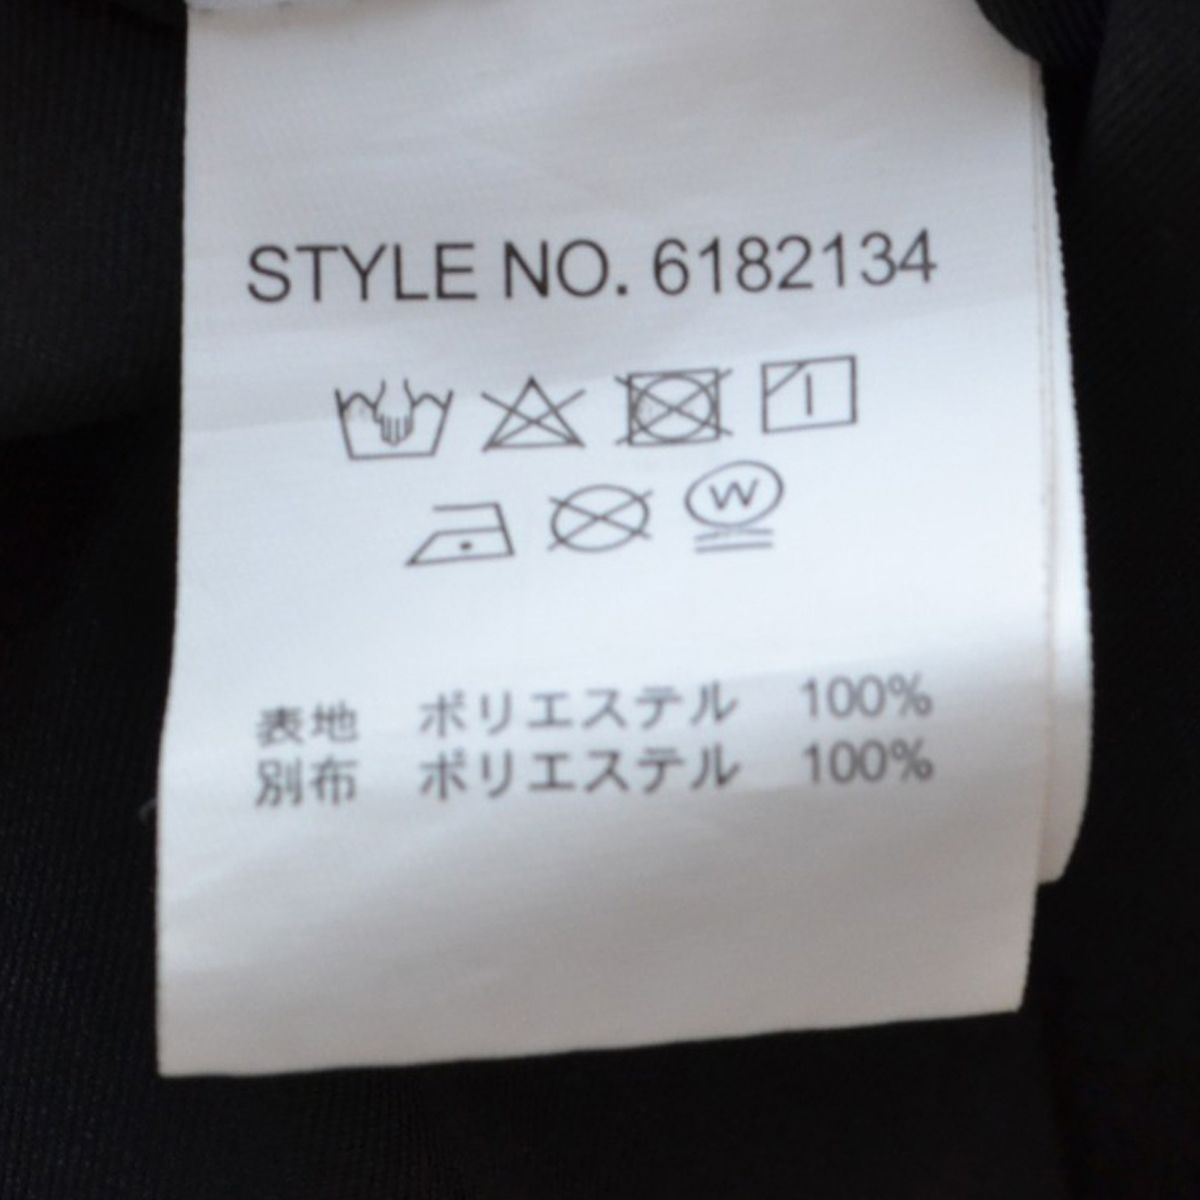 STYLE NO. 6182134
W
表地 ポリエステル 100%
別布 ポリエステル 100%